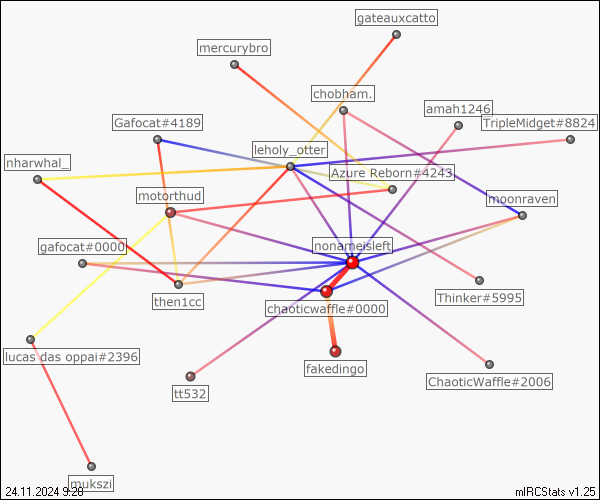 gateauxcatto
mercurybro
chobham.
amah1246
Gafocat#4189
TripleMidget#8824
leholy_otter
nharwhal_
Azure Reborn#4243
motorthud
moonraven
gafocat#0000
nonameisleft
then1cc
Thinker#5995
chaoticwaffle#0000
lucas das oppai#2396
fakedingo
ChaoticWaffle#2006
tt532
mukszi
24.11.2024 9:28
mIRCStats v1.25